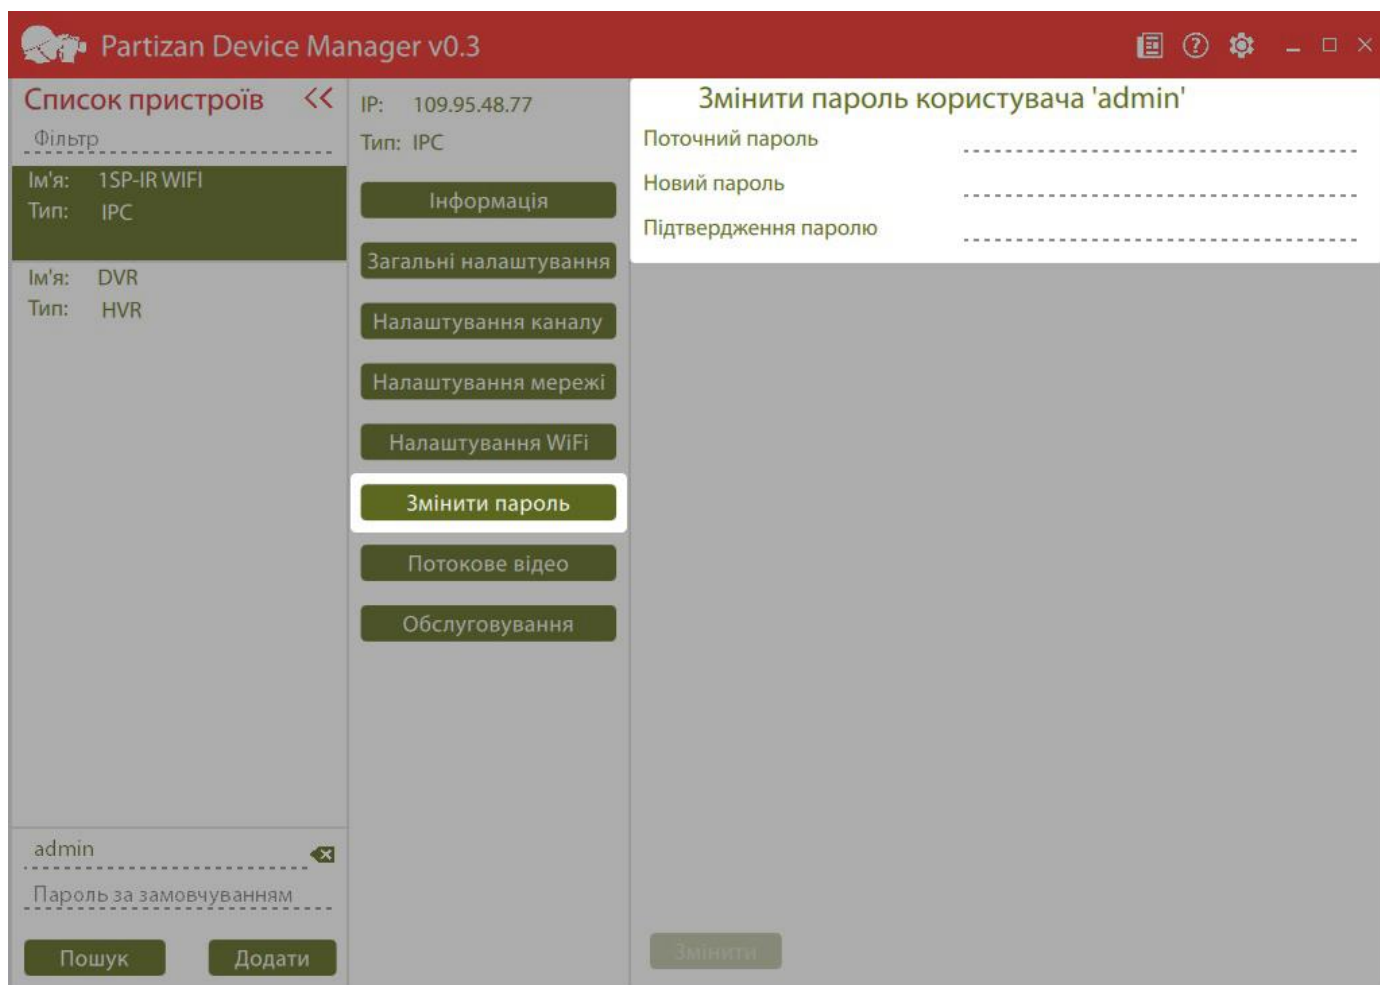 Partizan Device Manager v0.3
Список пристроїв <<
Фільтр
Ім'я: 1SP-IR WIFI
Тип: IPC
Ім'я: DVR
Тип: HVR
admin
Пароль за замовчуванням
Пошук Додати
IP: 109.95.48.77
Тип: IPC
Інформація
Загальні налаштування
Налаштування каналу
Налаштування мережі
Налаштування WiFi
Змінити пароль
Потокове відео
Обслуговування
Змінити пароль користувача 'admin'
Поточний пароль
Новий пароль
Підтвердження паролю
Змінити